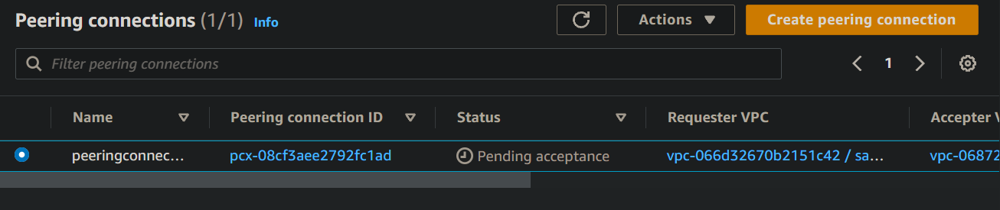 Peering connections (1/1) Info Actions Create peering connection
Filter peering connections 1
Name Peering connection ID Status Requester VPC Accepter V
peeringconnec... pcx-08cf3aee2792fc1ad Pending acceptance vpc-066d32670b2151c42 / sa... vpc-06872